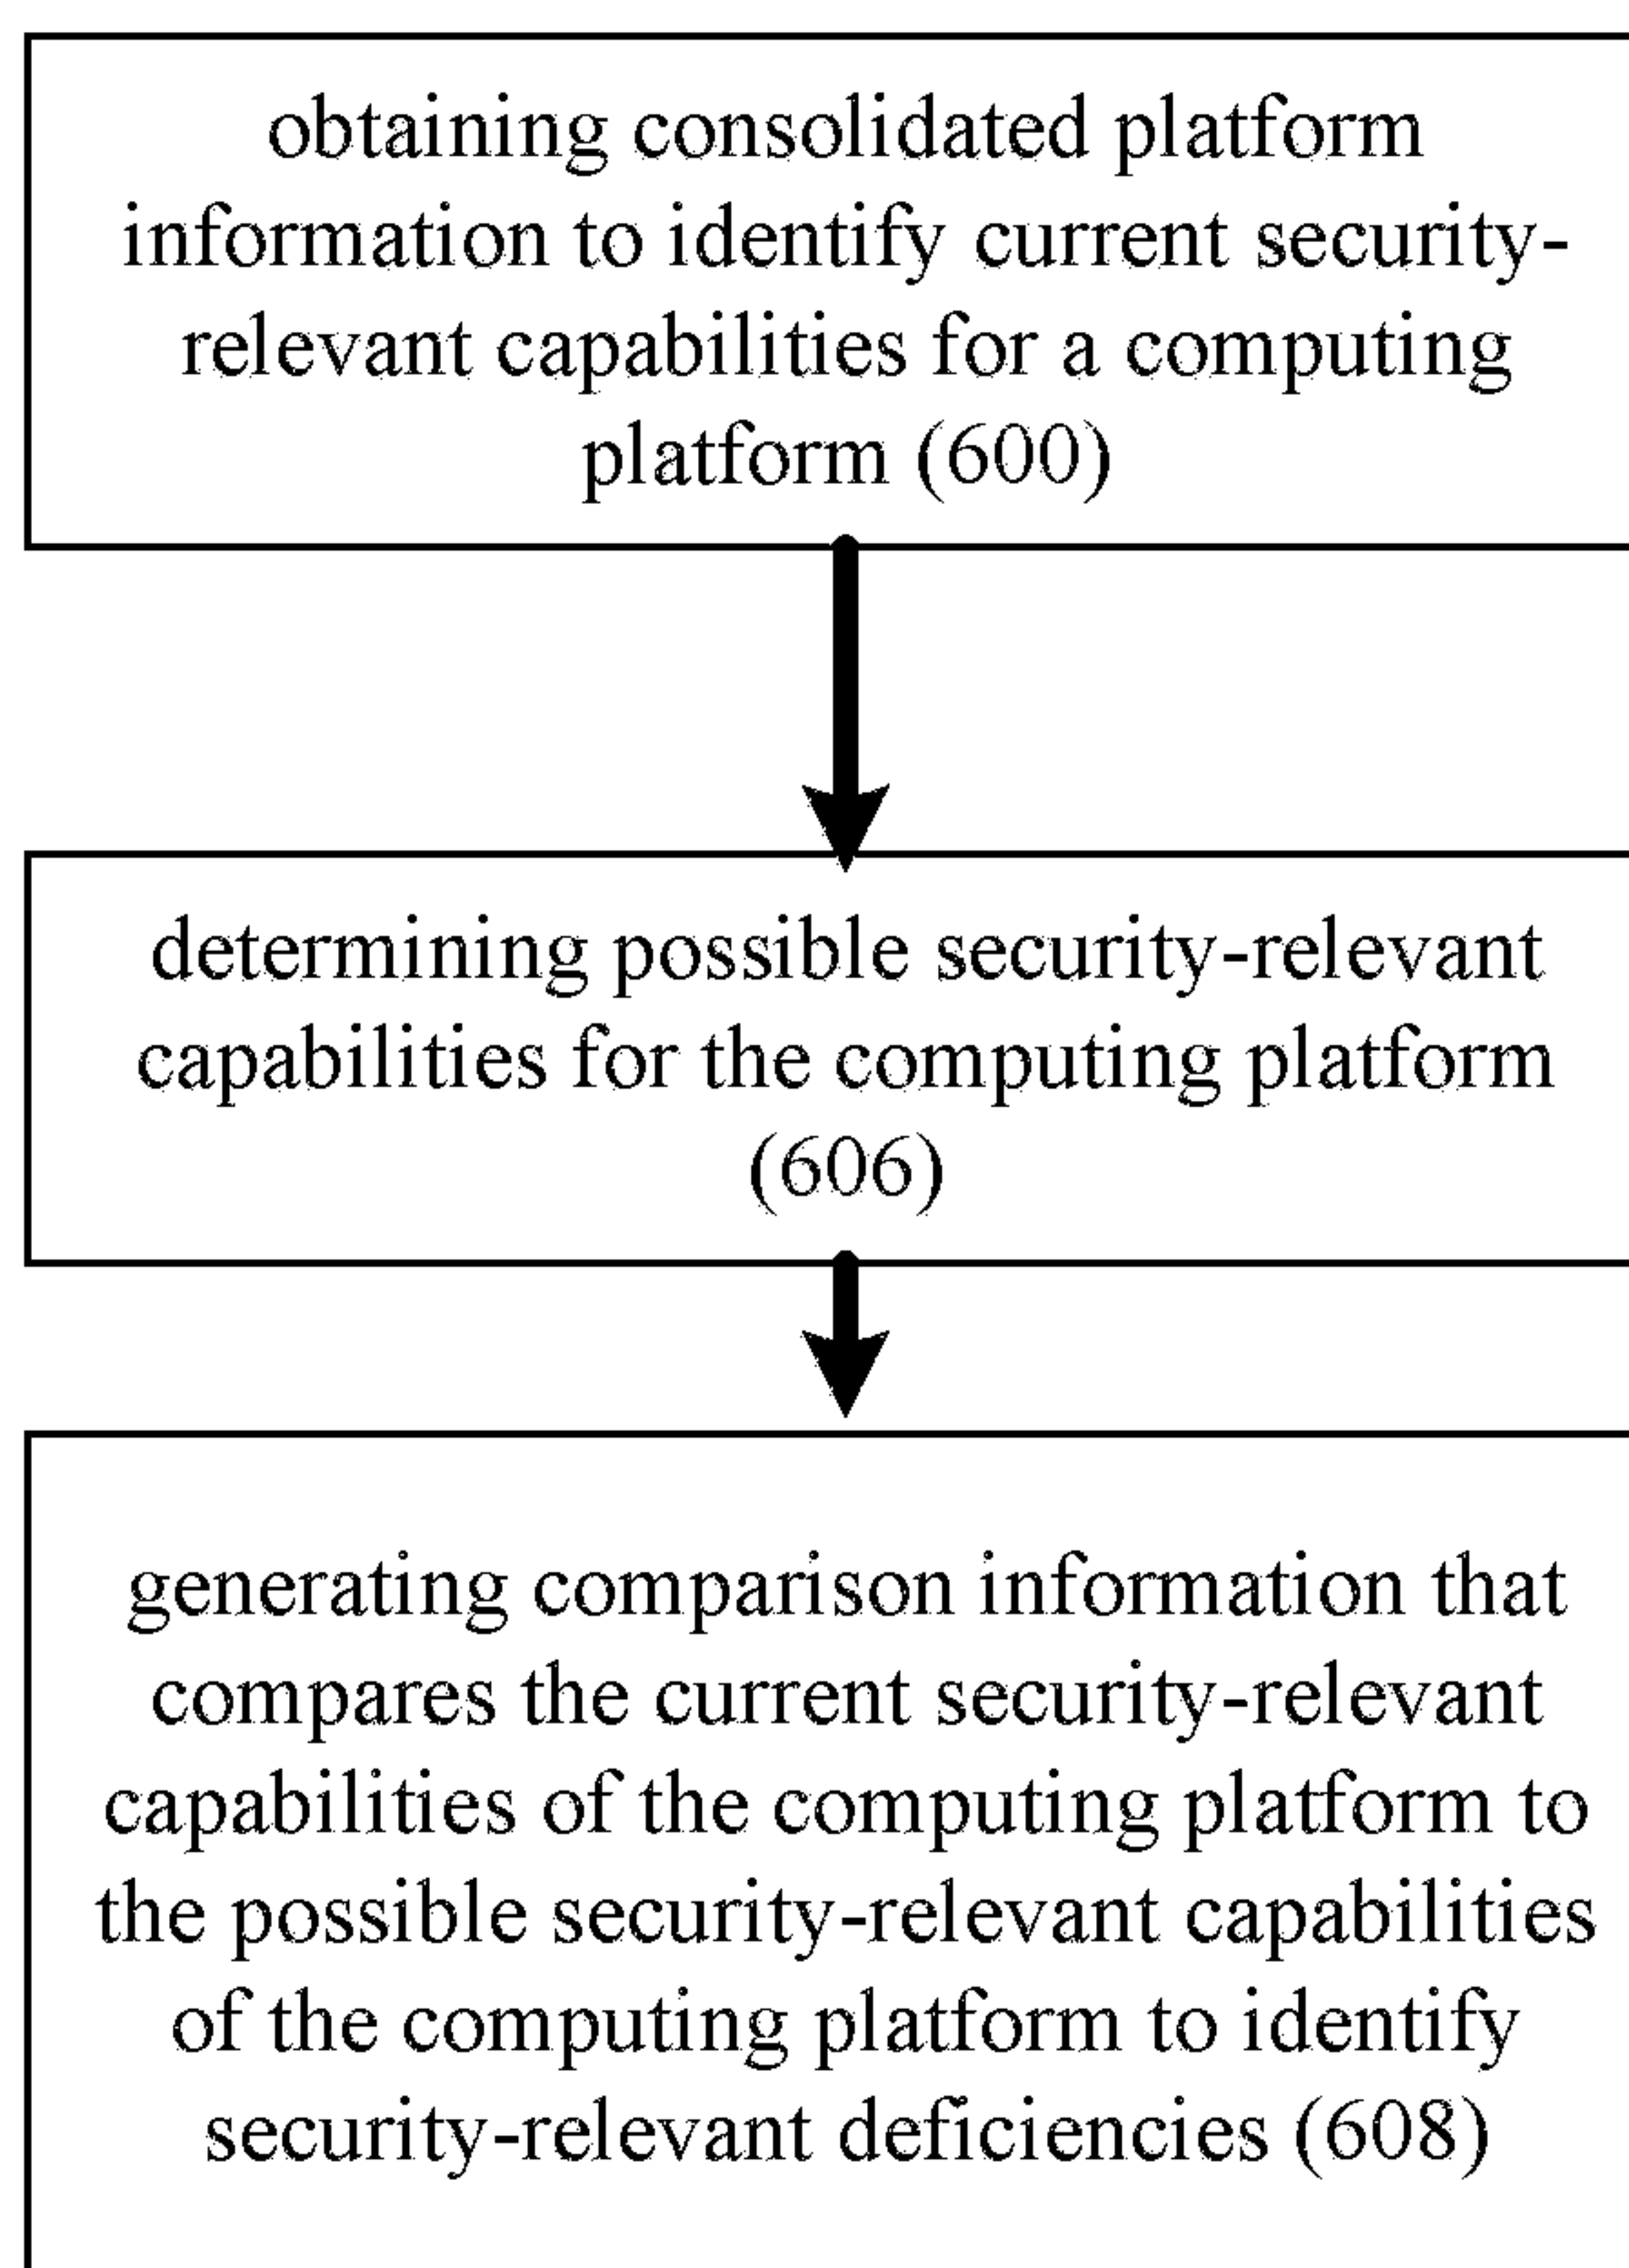 obtaining consolidated platform
information to identify current security-
relevant capabilities for a computing
platform (600)
determining possible security-relevant
capabilities for the computing platform
(606)
generating comparison information that
compares the current security-relevant
capabilities of the computing platform to
the possible security-relevant capabilities
of the computing platform to identify
security-relevant deficiencies (608)